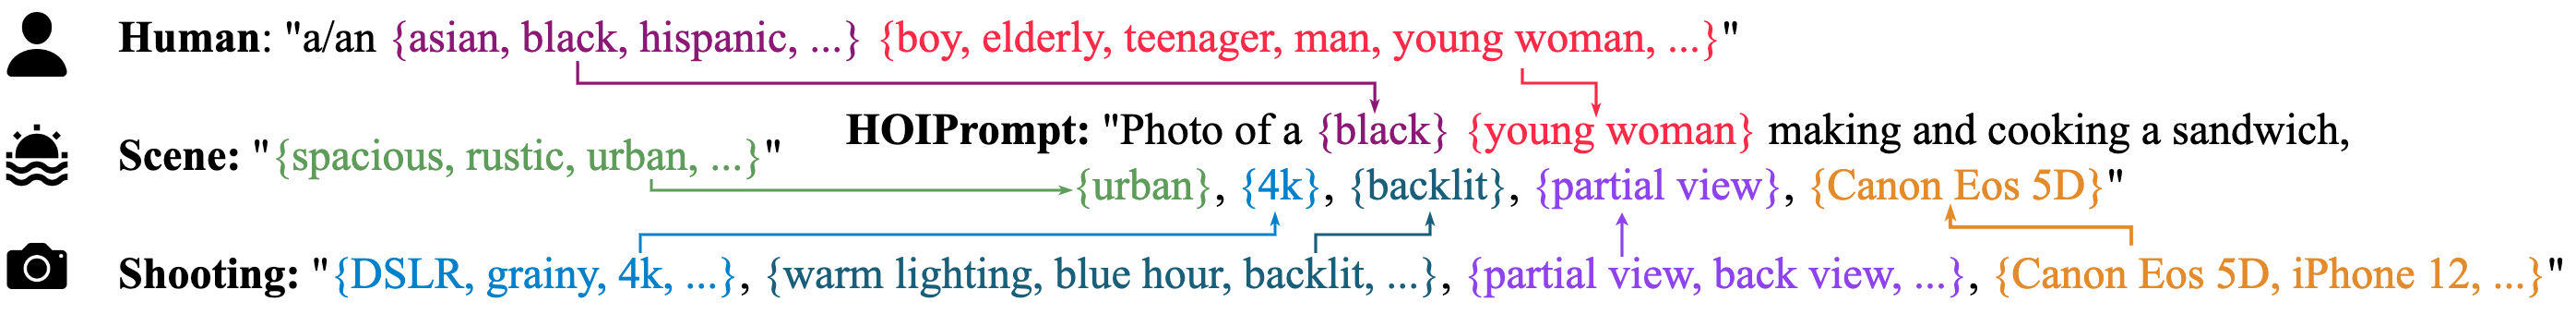 Human: "a/an {asian, black, hispanic, ...} {boy, elderly, teenager, man, young woman, ...}"
HOIPrompt: "Photo of a {black} {young woman} making and cooking a sandwich,
Scene: "{spacious, rustic, urban, ...}"
{urban}, {4k}, {backlit}, {partial view}, {Canon Eos 5D}"
Shooting: "{DSLR, grainy, 4k, ...}, {warm lighting, blue hour, backlit, ...}, {partial view, back view, ...}, {Canon Eos 5D, iPhone 12, ...}"